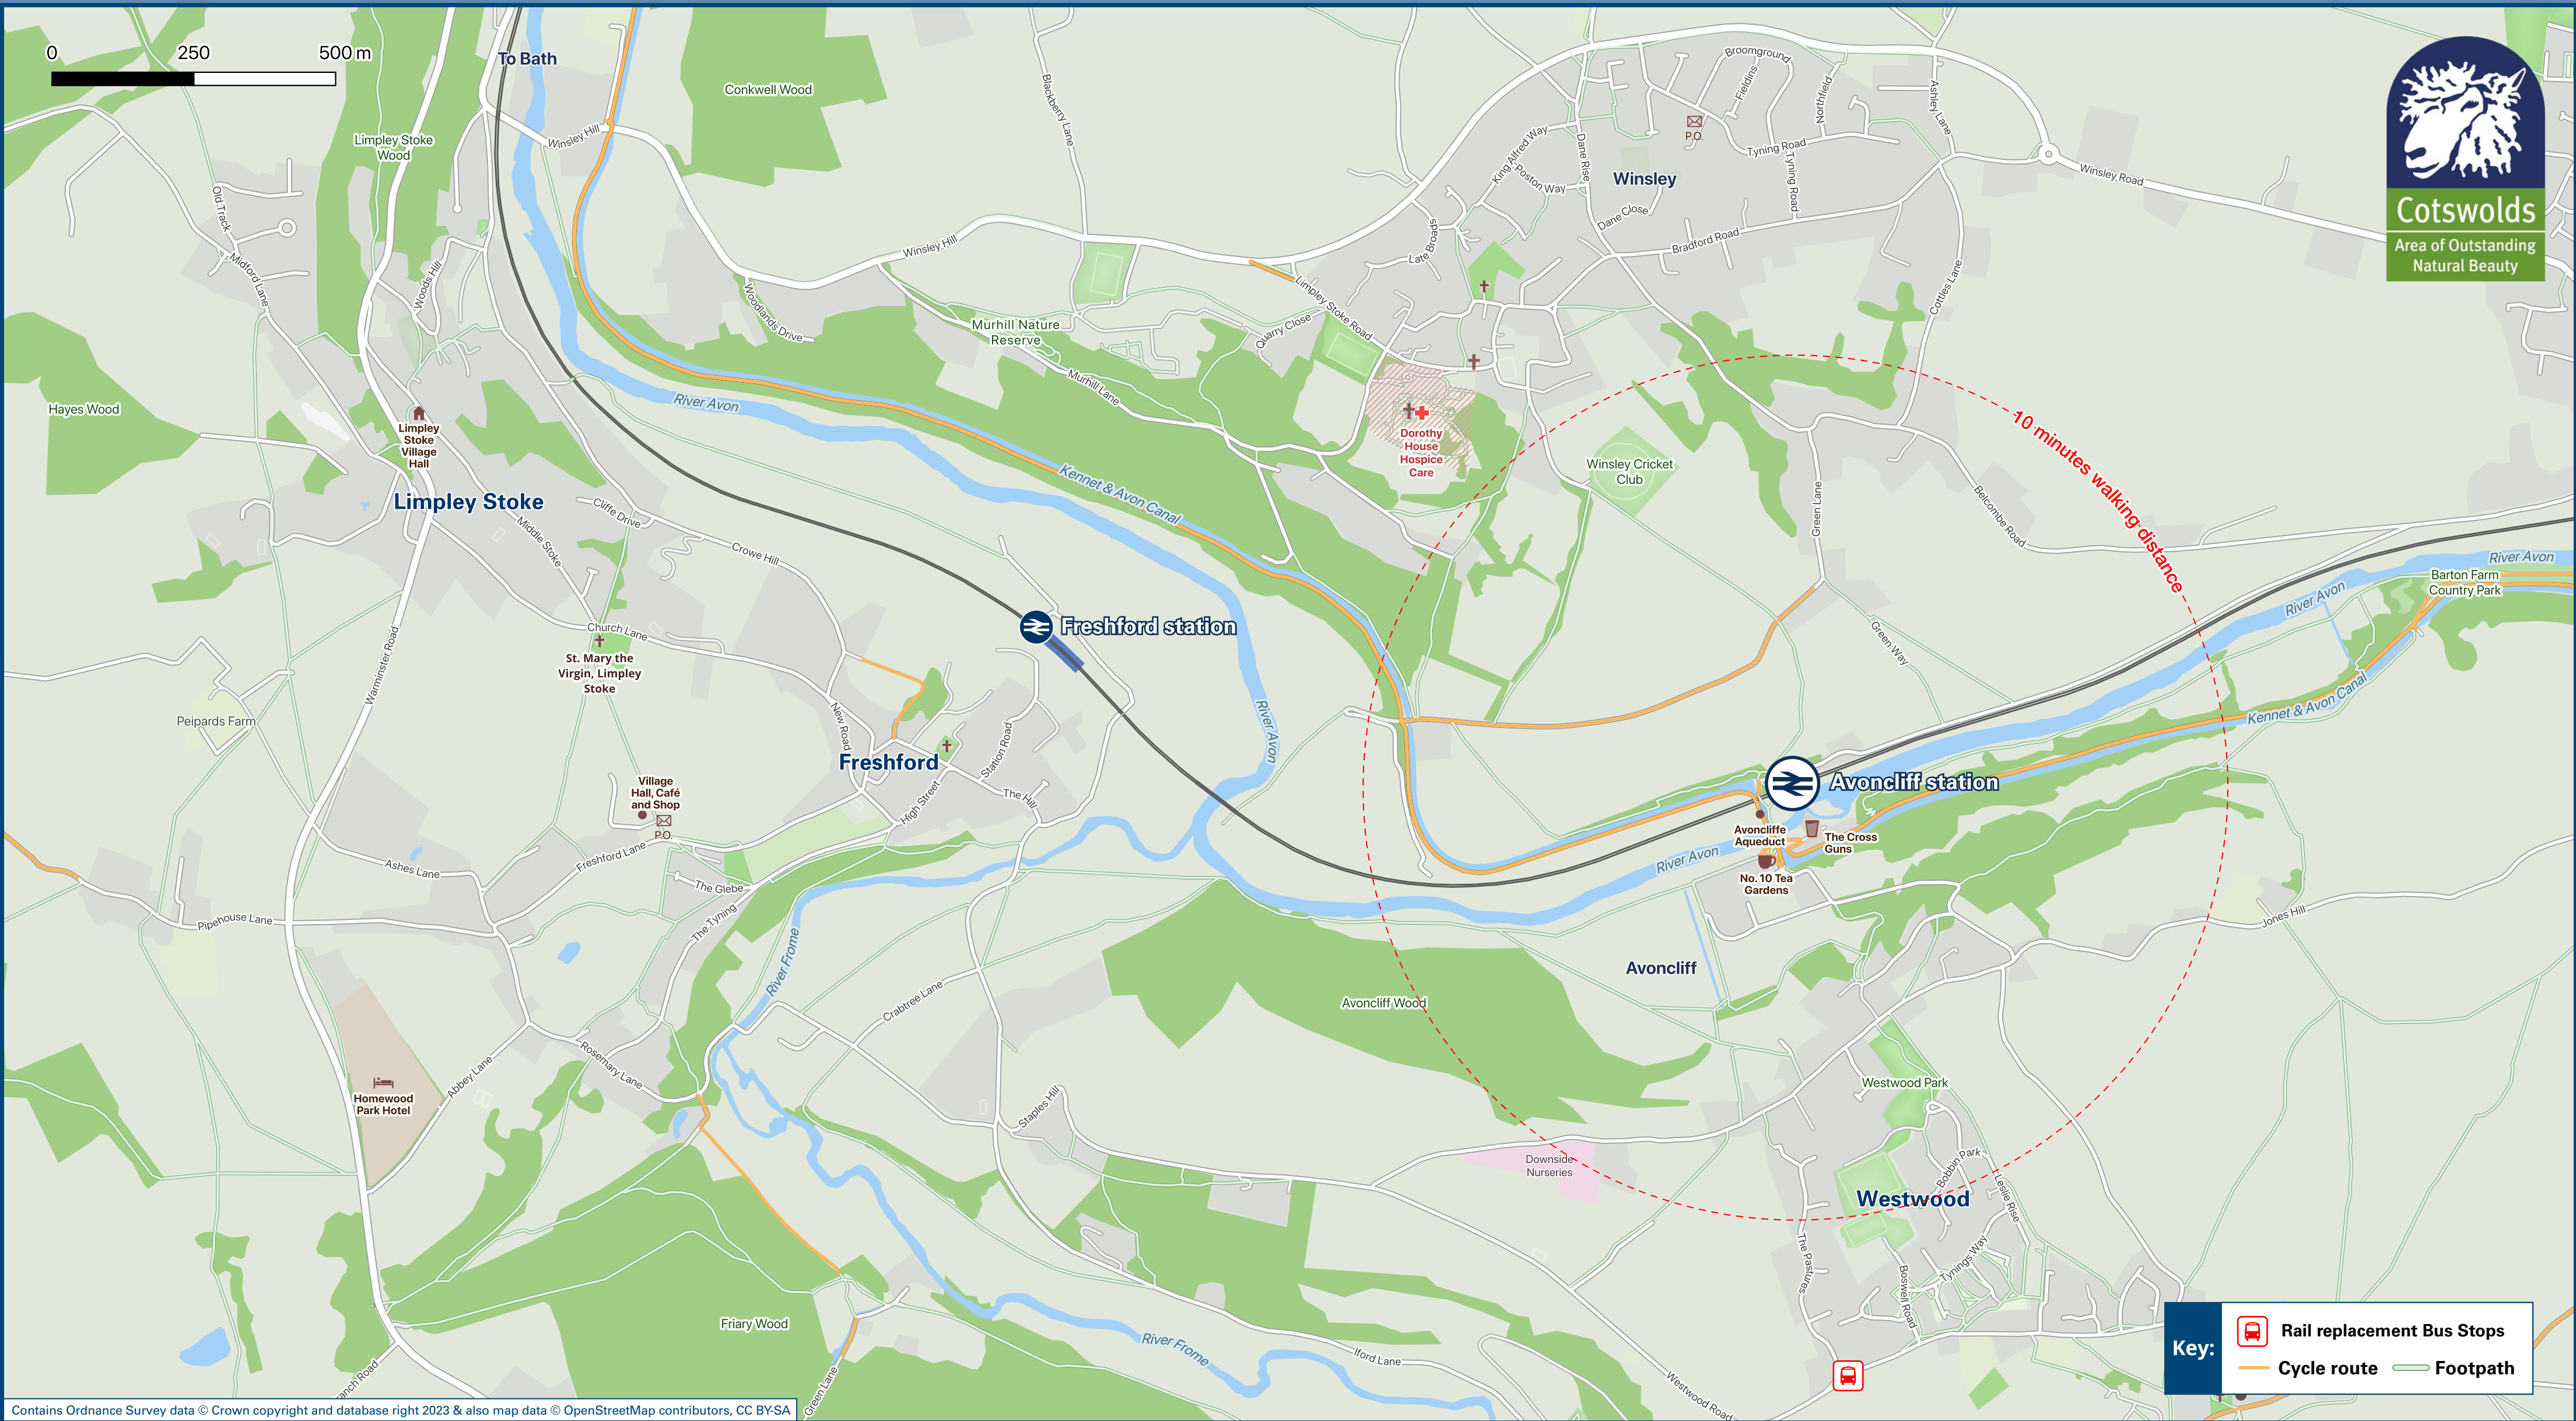 0 250 500 m
To Bath
Conkwell Wood
Blackberry Lane
Broomground
Fieldins
Northfield
Ashley Lane
Cotswolds
Area of Outstanding
Natural Beauty
Limpley Stoke
Wood
Winsley Hill
P.O.
King Alfred Way
Dane Rise
Tyning Road
Tyning Road
Poston Way
Winsley
Winsley Road
Old Track
Dane Close
Late Broads
Bradford Road
Winsley Hill
Midford Lane
Woods Hill
Woodlands Drive
Cottles Lane
Limpley Stoke Road
Quarry Close
Murhill Nature
Reserve
Murhill Lane
Hayes Wood
River Avon
Limpley
Stoke
Village
Hall
10 minutes walking distance
Dorothy
House
Hospice
Care
Winsley Cricket
Club
Kennet & Avon Canal
Limpley Stoke
Green Lane
Belcombe Road
Cliffe Drive
Middle Stoke
Crowe Hill
River Avon
Barton Farm
Country Park
River Avon
Freshford station
Church Lane
Green Way
St. Mary the
Virgin, Limpley
Stoke
Warminster Road
Kennet & Avon Canal
Peipards Farm
New Road
Station Road
River Avon
Freshford
Avoncliff station
Village
Hall, Café
and Shop
P.O.
The Hill
High Street
Avoncliffe
Aqueduct
The Cross
Guns
River Avon
No. 10 Tea
Gardens
Ashes Lane
Freshford Lane
The Glebe
The Tyning
Pipehouse Lane
Jones Hill
River Frome
Avoncliff
Crabtree Lane
Avoncliff Wood
Rosemary Lane
Abbey Lane
Homewood
Park Hotel
Staples Hill
Westwood Park
Downside
Nurseries
Bobbin Park
Leslie Rise
Westwood
The Pastures
Tynings Way
Boswell Road
Friary Wood
River Frome
Iford Lane
Westwood Road
Green Lane
ranch Road
Key:
Rail replacement Bus Stops
Cycle route Footpath
Contains Ordnance Survey data © Crown copyright and database right 2023 & also map data © OpenStreetMap contributors, CC BY-SA